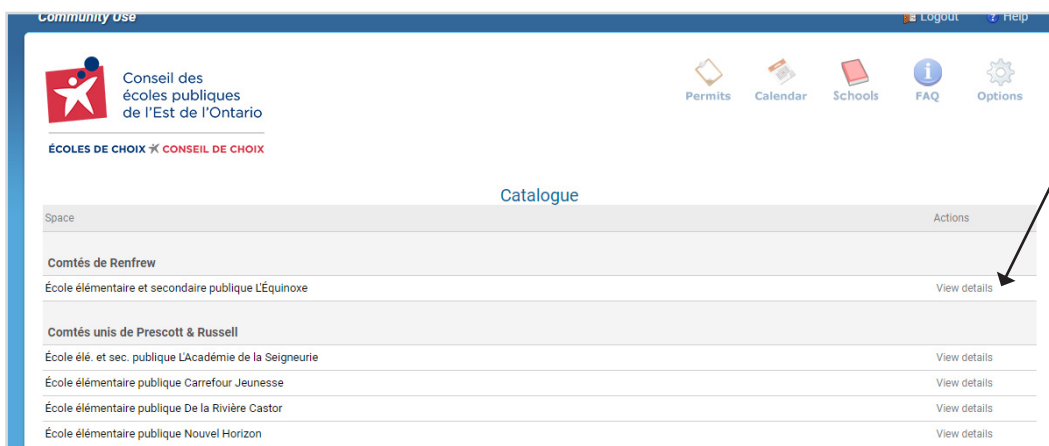 Community Use
Logout
Help
Conseil des
écoles publiques
de l'Est de l'Ontario
ÉCOLES DE CHOIX CONSEIL DE CHOIX
Permits
Calendar
Schools
FAQ
Options
Catalogue
Space Actions
Comtés de Renfrew
École élémentaire et secondaire publique L'Équinoxe View details
Comtés unis de Prescott & Russell
École élé. et sec. publique L'Académie de la Seigneurie View details
École élémentaire publique Carrefour Jeunesse View details
École élémentaire publique De la Rivière Castor View details
École élémentaire publique Nouvel Horizon View details